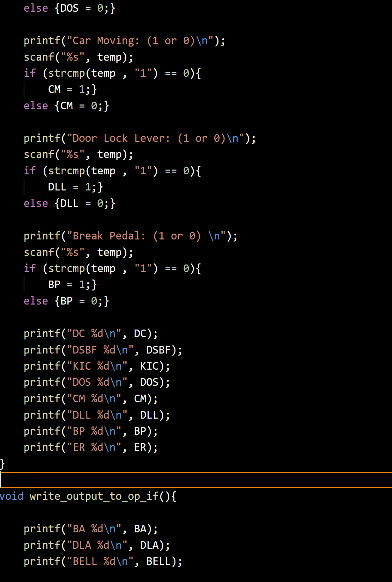 else {DOS = 0;}
printf("Car Moving: (1 or 0)\n");
scanf("%s", temp);
if (strcmp(temp , "1") == 0){
CM = 1;}
else {CM = 0;}
printf("Door Lock Lever: (1 or 0)\n");
scanf("%s", temp);
if (strcmp(temp , "1") == 0){
DLL = 1;}
else {DLL = 0;}
printf("Break Pedal: (1 or 0) \n");
scanf("%s", temp);
if (strcmp(temp , "1") == 0){
BP = 1;}
else {BP = 0;}
printf("DC %d\n", DC);
printf("DSBF %d\n", DSBF);
printf("KIC %d\n", KIC);
printf("DOS %d\n", DOS);
printf("CM %d\n", CM);
printf("DLL %d\n", DLL);
printf("BP %d\n", BP);
printf("ER %d\n", ER);
}
void write_output_to_op_if(){
printf("BA %d\n", BA);
printf("DLA %d\n", DLA);
printf("BELL %d\n", BELL);